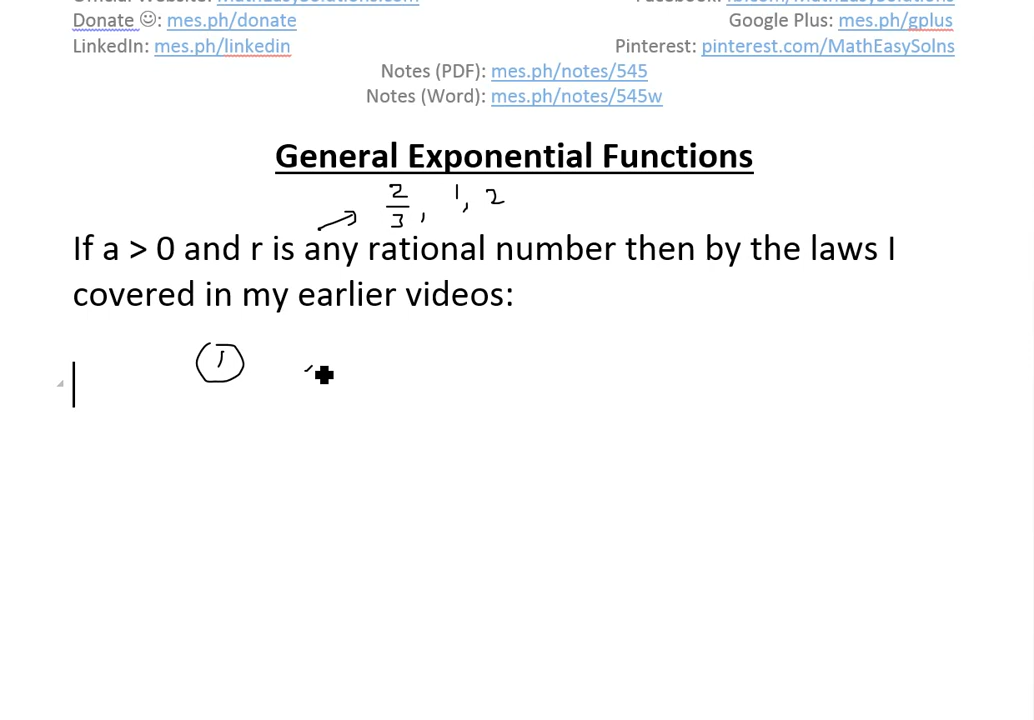 Donate ☺: mes.ph/donate
Google Plus: mes.ph/gplus
LinkedIn: mes.ph/linkedin
Pinterest: pinterest.com/MathEasySolns
Notes (PDF): mes.ph/notes/545
Notes (Word): mes.ph/notes/545w
General Exponential Functions
2/3, 1, 2
If a > 0 and r is any rational number then by the laws I
covered in my earlier videos:
1